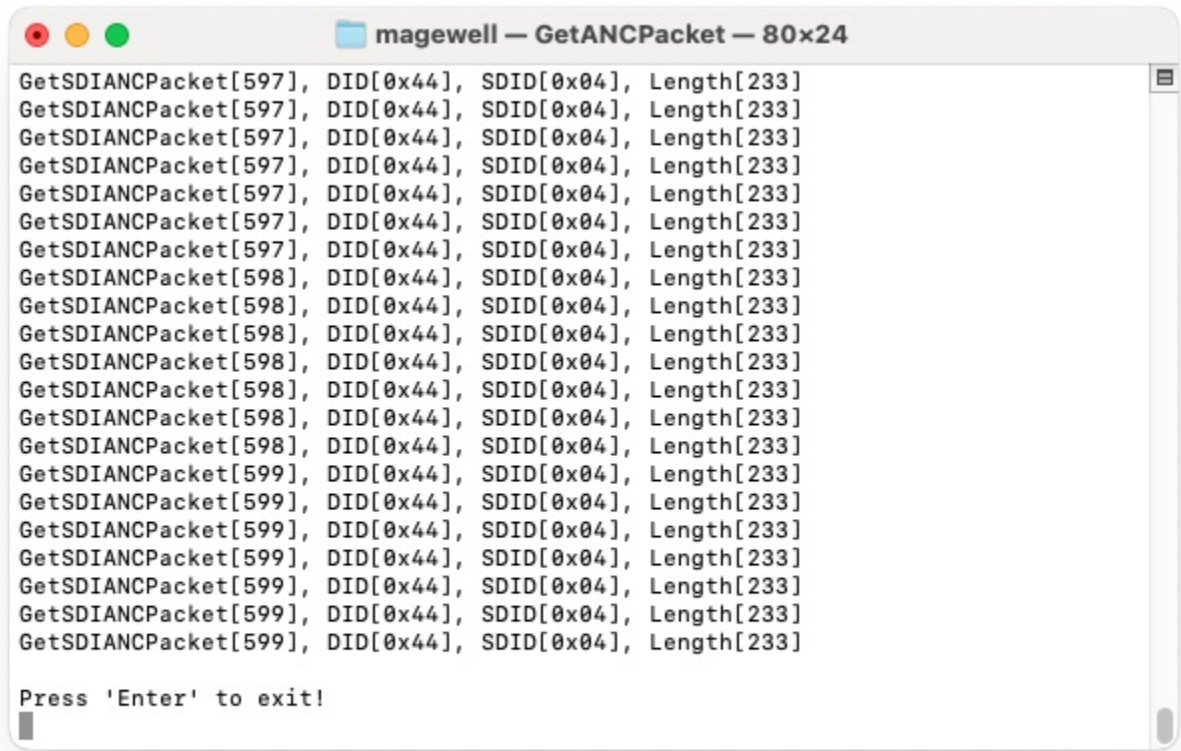 magewell — GetANCPacket — 80×24
GetSDIANCPacket[597], DID[0x44], SDID[0x04], Length[233]
GetSDIANCPacket[597], DID[0x44], SDID[0x04], Length[233]
GetSDIANCPacket[597], DID[0x44], SDID[0x04], Length[233]
GetSDIANCPacket[597], DID[0x44], SDID[0x04], Length[233]
GetSDIANCPacket[597], DID[0x44], SDID[0x04], Length[233]
GetSDIANCPacket[597], DID[0x44], SDID[0x04], Length[233]
GetSDIANCPacket[597], DID[0x44], SDID[0x04], Length[233]
GetSDIANCPacket[598], DID[0x44], SDID[0x04], Length[233]
GetSDIANCPacket[598], DID[0x44], SDID[0x04], Length[233]
GetSDIANCPacket[598], DID[0x44], SDID[0x04], Length[233]
GetSDIANCPacket[598], DID[0x44], SDID[0x04], Length[233]
GetSDIANCPacket[598], DID[0x44], SDID[0x04], Length[233]
GetSDIANCPacket[598], DID[0x44], SDID[0x04], Length[233]
GetSDIANCPacket[598], DID[0x44], SDID[0x04], Length[233]
GetSDIANCPacket[599], DID[0x44], SDID[0x04], Length[233]
GetSDIANCPacket[599], DID[0x44], SDID[0x04], Length[233]
GetSDIANCPacket[599], DID[0x44], SDID[0x04], Length[233]
GetSDIANCPacket[599], DID[0x44], SDID[0x04], Length[233]
GetSDIANCPacket[599], DID[0x44], SDID[0x04], Length[233]
GetSDIANCPacket[599], DID[0x44], SDID[0x04], Length[233]
GetSDIANCPacket[599], DID[0x44], SDID[0x04], Length[233]
Press 'Enter' to exit!